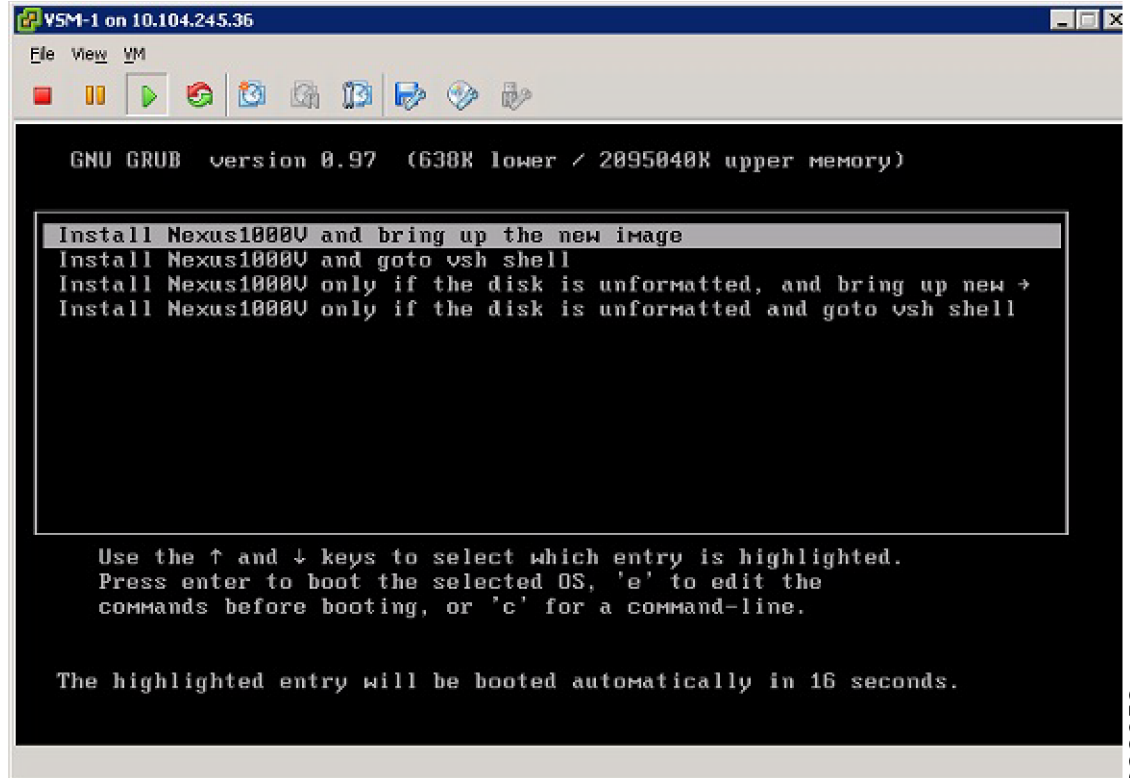 VSM-1 on 10.104.245.36
File View VM
GNU GRUB version 0.97 (638K lower / 2095040K upper memory)
Install Nexus1000V and bring up the new image
Install Nexus1000V and goto vsh shell
Install Nexus1000V only if the disk is unformatted, and bring up new →
Install Nexus1000V only if the disk is unformatted and goto vsh shell
Use the ↑ and ↓ keys to select which entry is highlighted.
Press enter to boot the selected OS, 'e' to edit the
commands before booting, or 'c' for a command-line.
The highlighted entry will be booted automatically in 16 seconds.